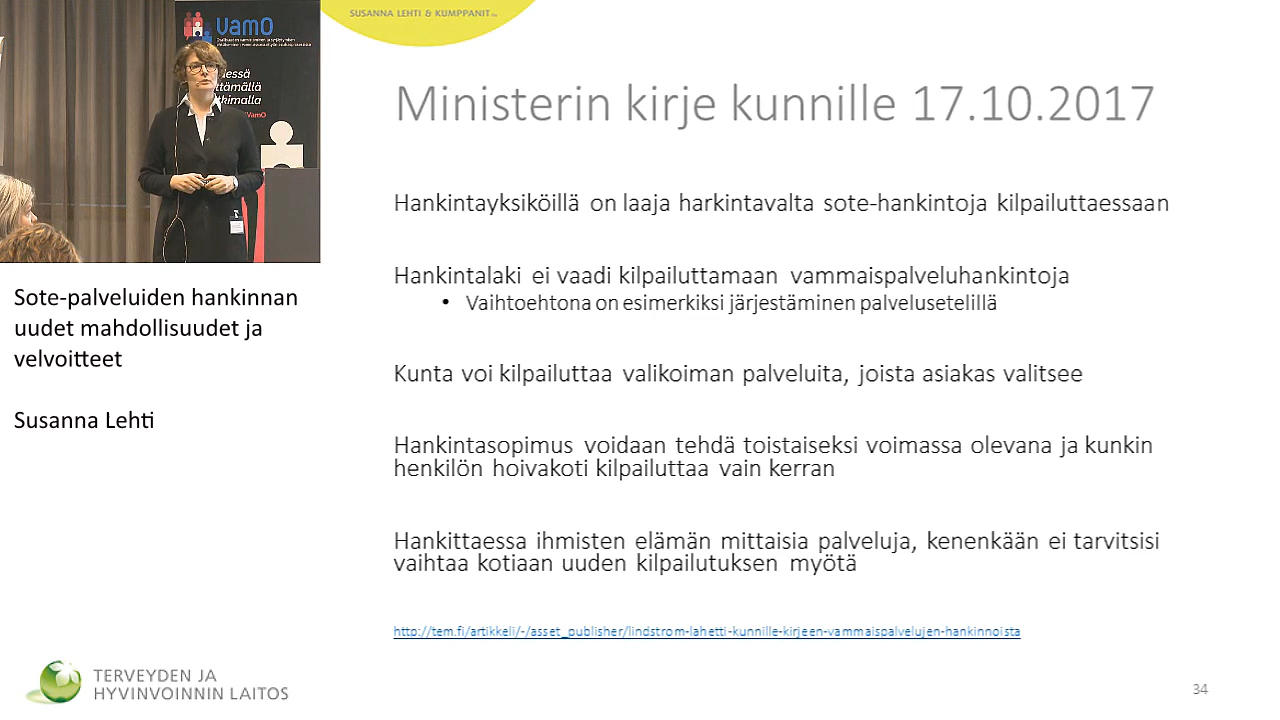 SUSANNA LEHTI & KUMPPANIT
VamO
iessä
ttämällä
tkimalla
VamO
Ministerin kirje kunnille 17.10.2017
Hankintayksiköillä on laaja harkintavalta sote-hankintoja kilpailuttaessaan
Hankintalaki ei vaadi kilpailuttamaan vammaispalveluhankintoja
• Vaihtoehtona on esimerkiksi järjestäminen palvelusetelillä
Kunta voi kilpailuttaa valikoiman palveluita, joista asiakas valitsee
Hankintasopimus voidaan tehdä toistaiseksi voimassa olevana ja kunkin
henkilön hoivakoti kilpailuttaa vain kerran
Hankittaessa ihmisten elämän mittaisia palveluja, kenenkään ei tarvitsisi
vaihtaa kotiaan uuden kilpailutuksen myötä
http://tem.fi/artikkeli/-/asset_publisher/lindstrom-lahetti-kunnille-kirjeen-vammaispalvelujen-hankinnoista
Sote-palveluiden hankinnan
uudet mahdollisuudet ja
velvoitteet
Susanna Lehti
TERVEYDEN JA
HYVINVOINNIN LAITOS
34